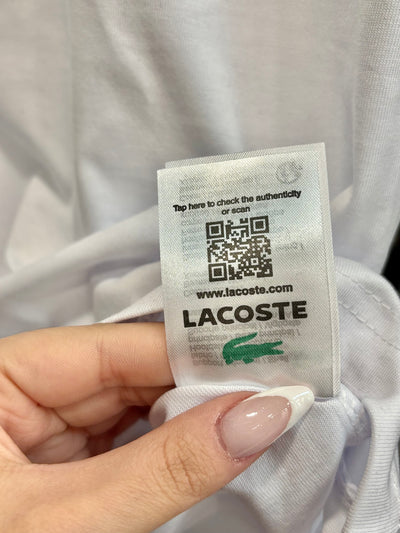 Tap here to check the authenticity
or scan
www.lacoste.com
LACOSTE